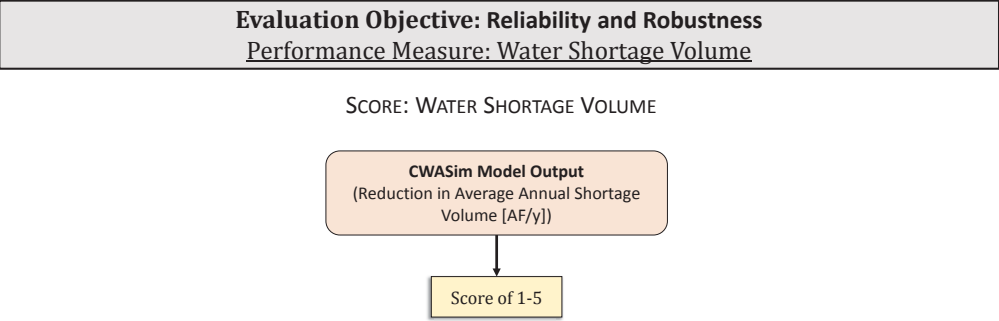 Evaluation Objective: Reliability and Robustness
Performance Measure: Water Shortage Volume
SCORE: WATER SHORTAGE VOLUME
CWASim Model Output
(Reduction in Average Annual Shortage
Volume [AF/y])
Score of 1-5